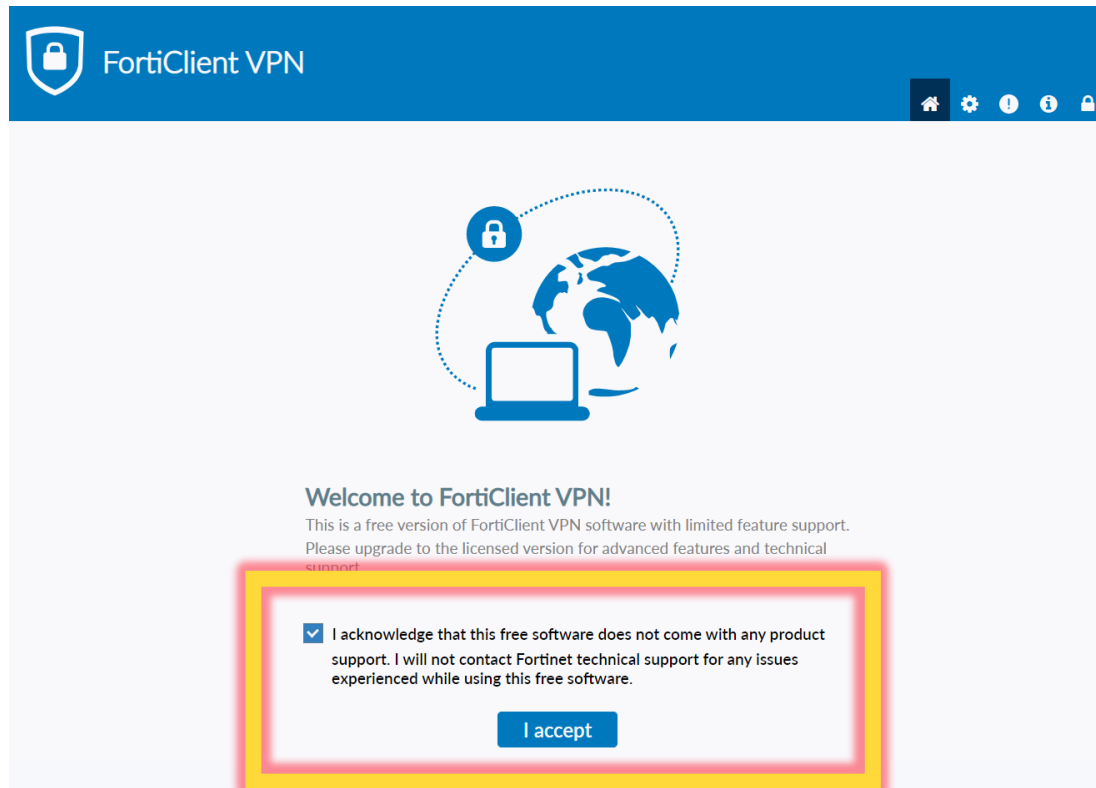 FortiClient VPN
Welcome to FortiClient VPN!
This is a free version of FortiClient VPN software with limited feature support.
Please upgrade to the licensed version for advanced features and technical
support.
I acknowledge that this free software does not come with any product
support. I will not contact Fortinet technical support for any issues
experienced while using this free software.
I accept